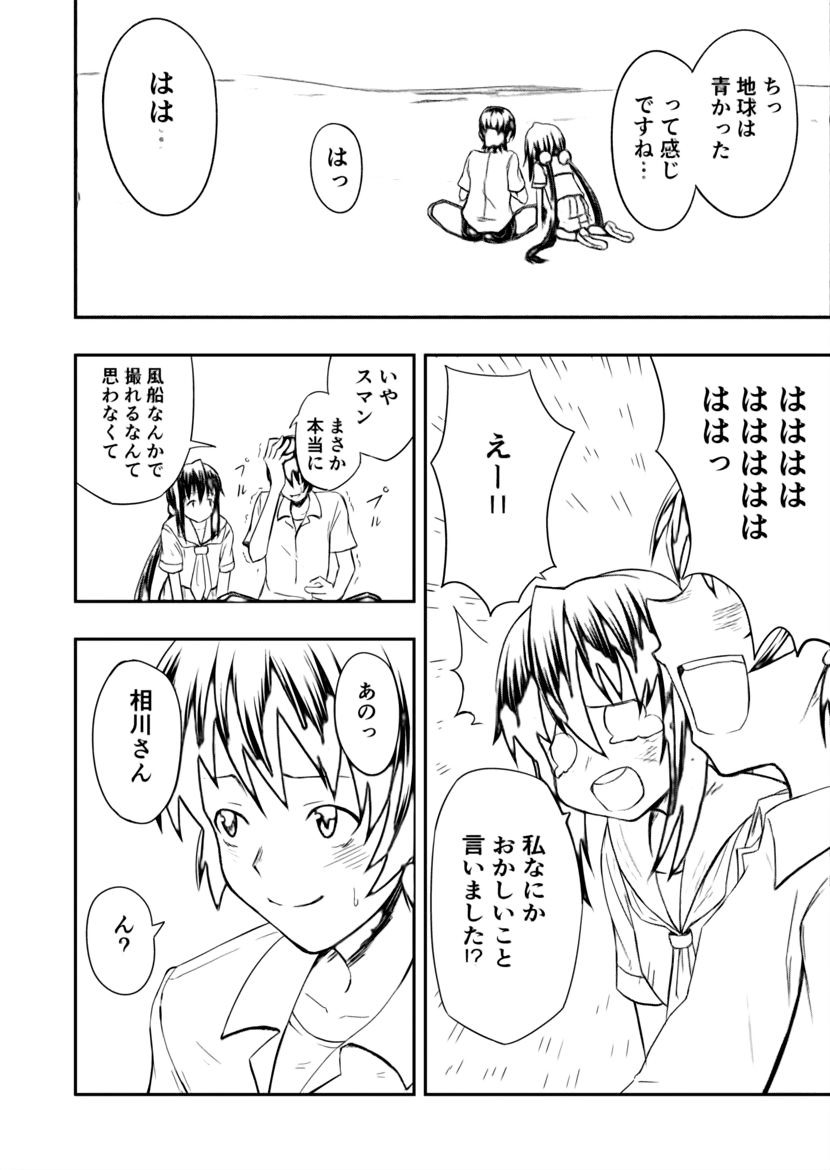 ちっ
地球は
青かった
って感じ
ですね…
はっ
はは…
はははは
ははははは
ははっ
えー!!
私なにか
おかしいこと
言いました!?
いや
スマン
まさか
本当に
プル
プル
風船なんかで
撮れるなんて
思わなくて
あのっ
相川さん
ん?